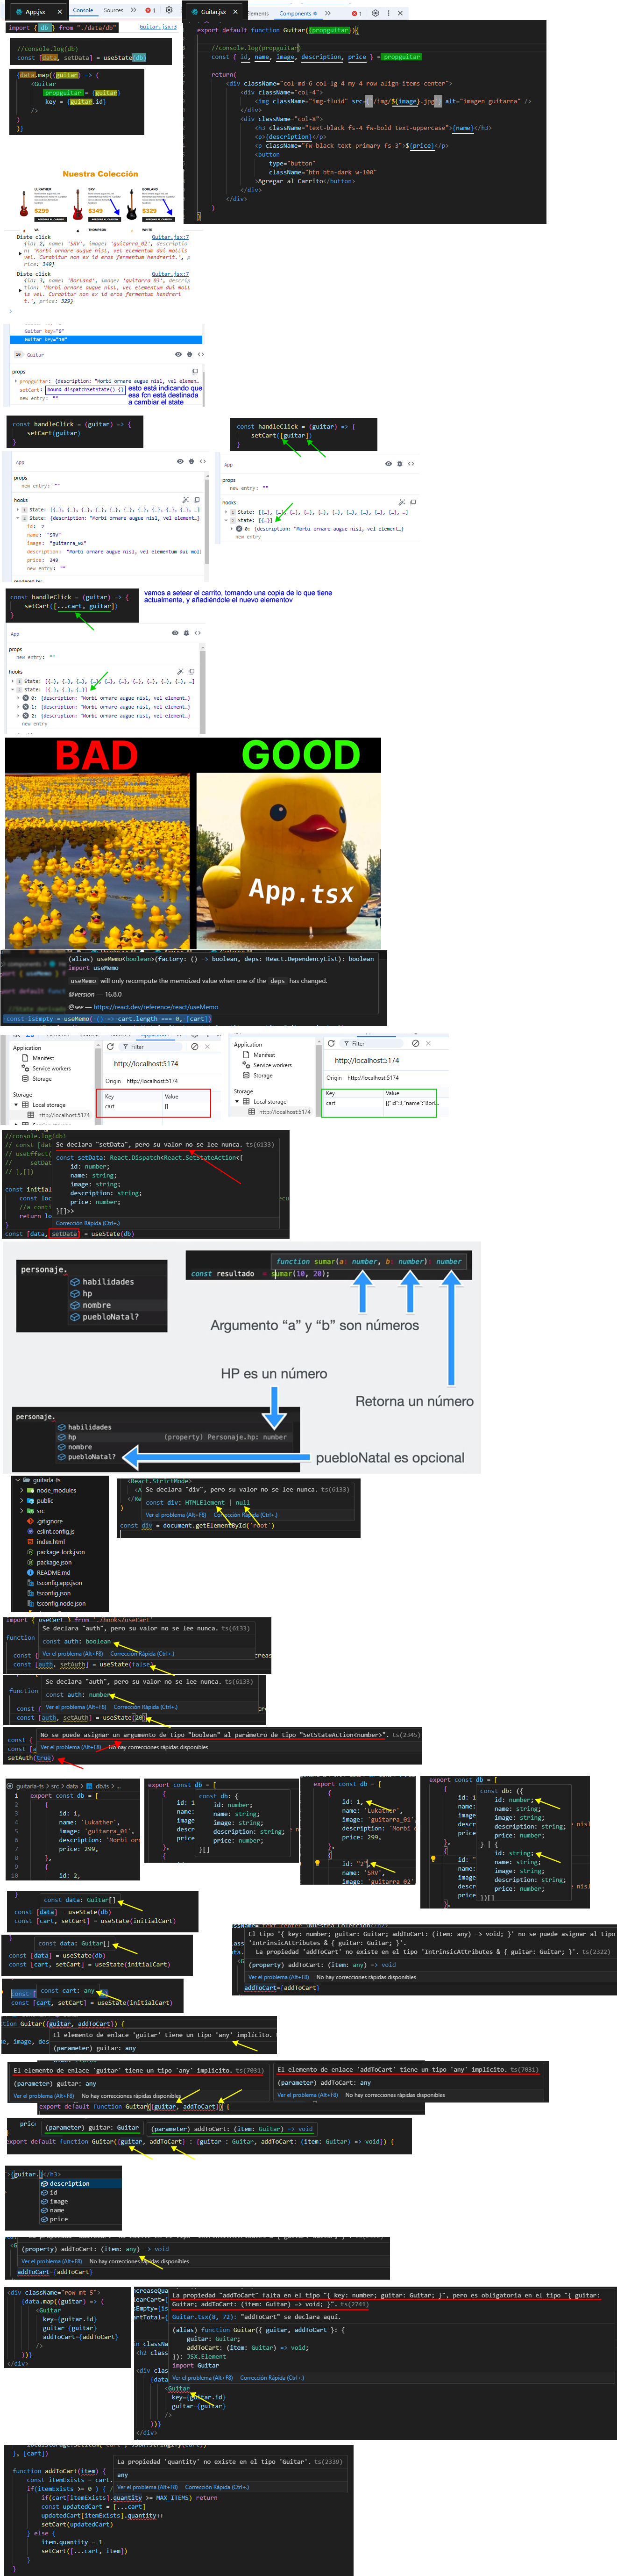 App.jsx
Console
Sources
1
Guitar.jsx
Elements
Components
1
import { db } from "./data/db"
Guitar.jsx:3
//console.log(db)
const [data, setData] = useState(db)
{data.map((guitar) => {
<Guitar
propguitar = {guitar}
key = {guitar.id}
/>
}
)}
export default function Guitar({propguitar}){
//console.log(propguitar)
const { id, name, image, description, price } = propguitar
return(
<div className="col-md-6 col-lg-4 my-4 row align-items-center">
<div className="col-4">
<img className="img-fluid" src={`/img/${image}.jpg`} alt="imagen guitarra" />
</div>
<div className="col-8">
<h3 className="text-black fs-4 fw-bold text-uppercase">{name}</h3>
<p>{description}</p>
<p className="fw-black text-primary fs-3">${price}</p>
<button
type="button"
className="btn btn-dark w-100"
>Agregar al Carrito</button>
</div>
</div>
)
}
Nuestra Colección
LUKATHER
SRV
BORLAND
$299
$349
$329
AGREGAR AL CARRITO
AGREGAR AL CARRITO
AGREGAR AL CARRITO
VAI
THOMPSON
WHITE
Diste click
Guitar.jsx:7
{id: 2, name: 'SRV', image: 'guitarra_02', descriptio
n: 'Morbi ornare augue nisl, vel elementum dui mollis
vel. Curabitur non ex id eros fermentum hendrerit.', p
rice: 349}
Diste click
Guitar.jsx:7
{id: 3, name: 'Borland', image: 'guitarra_03', descrip
tion: 'Morbi ornare augue nisl, vel elementum dui moll
is vel. Curabitur non ex id eros fermentum hendreri
t.', price: 329}
Guitar key="9"
Guitar key="10"
Guitar
props
propguitar: {description: "Morbi ornare augue nisl, vel elemen…
setCart: bound dispatchSetState() {}
new entry: ""
esto está indicando que
esa fcn está destinada
a cambiar el state
const handleClick = (guitar) => {
setCart(guitar)
}
const handleClick = (guitar) => {
setCart([guitar])
}
App
props
new entry: ""
hooks
1 State: [{…}, {…}, {…}, {…}, {…}, {…}, {…}, {…}, {…}, …]
2 State: {description: "Morbi ornare augue nisl, vel element…}
id: 2
name: "SRV"
image: "guitarra_02"
description: "Morbi ornare augue nisl, vel elementum dui moll
price: 349
new entry: ""
App
props
new entry: ""
hooks
1 State: [{…}, {…}, {…}, {…}, {…}, {…}, {…}, {…}, {…}, …]
2 State: [{…}]
0: {description: "Morbi ornare augue nisl, vel element…}
new entry
const handleClick = (guitar) => {
setCart([...cart, guitar])
}
vamos a setear el carrito, tomando una copia de lo que tiene
actualmente, y añadiéndole el nuevo elementov
App
props
new entry: ""
hooks
1 State: [{…}, {…}, {…}, {…}, {…}, {…}, {…}, {…}, {…}, …]
State: [{…}, {…}, {…}]
0: {description: "Morbi ornare augue nisl, vel element…}
1: {description: "Morbi ornare augue nisl, vel element…}
2: {description: "Morbi ornare augue nisl, vel element…}
new entry
BAD
GOOD
App.tsx
(alias) useMemo<boolean>(factory: () => boolean, deps: React.DependencyList): boolean
import useMemo
useMemo will only recompute the memoized value when one of the deps has changed.
@version — 16.8.0
@see — https://react.dev/reference/react/useMemo
const isEmpty = useMemo( () => cart.length === 0, [cart])
Application
Manifest
Service workers
Storage
Storage
Local storage
http://localhost:5174
Filter
http://localhost:5174
Origin http://localhost:5174
Key
Value
cart
[]
Application
Manifest
Service workers
Storage
Storage
Local storage
http://localhost:5174
Filter
http://localhost:5174
Origin http://localhost:5174
Key
Value
cart
[{"id":3,"name":"Borl...
//console.log(db)
Se declara "setData", pero su valor no se lee nunca. ts(6133)
const setData: React.Dispatch<React.SetStateAction<{
id: number;
name: string;
image: string;
description: string;
price: number;
}[]>>
Corrección Rápida (Ctrl+.)
const [data, setData] = useState(db)
personaje.
habilidades
hp
nombre
puebloNatal?
function sumar(a: number, b: number): number
const resultado = sumar(10, 20);
Argumento “a” y “b” son números
HP es un número
Retorna un número
personaje.
habilidades
hp
(property) Personaje.hp: number
nombre
puebloNatal?
puebloNatal es opcional
guitarla-ts
node_modules
public
src
.gitignore
eslint.config.js
index.html
package-lock.json
package.json
README.md
tsconfig.app.json
tsconfig.json
tsconfig.node.json
<React.StrictMode>
Se declara "div", pero su valor no se lee nunca. ts(6133)
const div: HTMLElement | null
Ver el problema (Alt+F8)
Corrección Rápida (Ctrl+.)
const div = document.getElementById('root')
import { useCart } from './hooks/useCart'
Se declara "auth", pero su valor no se lee nunca. ts(6133)
function
const auth: boolean
Ver el problema (Alt+F8)
Corrección Rápida (Ctrl+.)
const [auth, setAuth] = useState(false)
Se declara "auth", pero su valor no se lee nunca. ts(6133)
function
const auth: number
Ver el problema (Alt+F8)
Corrección Rápida (Ctrl+.)
const [auth, setAuth] = useState(20)
No se puede asignar un argumento de tipo "boolean" al parámetro de tipo "SetStateAction<number>". ts(2345)
Ver el problema (Alt+F8)
No hay correcciones rápidas disponibles
setAuth(true)
guitarla-ts > src > data > db.ts > ...
1 export const db = [
2 {
3 id: 1,
4 name: 'Lukather',
5 image: 'guitarra_01',
6 description: 'Morbi orn
7 price: 299,
8 },
9 {
10 id: 2,
export const db = [
const db: {
id: number;
name: string;
image: string;
description: string;
price: number;
}[]
export const db = [
{
id: 1,
name: 'Lukather',
image: 'guitarra_01',
description: 'Morbi
price: 299,
},
{
id: "2",
name: 'SRV',
image: 'guitarra_02'
export const db = [
const db: ({
id: number;
name: string;
image: string;
description: string;
price: number;
} | {
id: string;
name: string;
image: string;
description: string;
price: number;
})[]
const data: Guitar[]
const [data] = useState(db)
const [cart, setCart] = useState(initialCart)
const data: Guitar[]
const [data] = useState(db)
const [cart, setCart] = useState(initialCart)
El tipo '{ key: number; guitar: Guitar; addToCart: (item: any) => void; }' no se puede asignar al tipo
'IntrinsicAttributes & { guitar: Guitar; }'.
La propiedad 'addToCart' no existe en el tipo 'IntrinsicAttributes & { guitar: Guitar; }'. ts(2322)
(property) addToCart: (item: any) => void
Ver el problema (Alt+F8)
No hay correcciones rápidas disponibles
addToCart={addToCart}
const cart: any
const [cart, setCart] = useState(initialCart)
tion Guitar({guitar, addToCart}) {
El elemento de enlace 'guitar' tiene un tipo 'any' implícito.
(parameter) guitar: any
El elemento de enlace 'guitar' tiene un tipo 'any' implícito. ts(7031)
(parameter) guitar: any
Ver el problema (Alt+F8)
No hay correcciones rápidas disponibles
El elemento de enlace 'addToCart' tiene un tipo 'any' implícito. ts(7031)
(parameter) addToCart: any
Ver el problema (Alt+F8)
No hay correcciones rápidas disponibles
export default function Guitar({guitar, addToCart}) {
(parameter) guitar: Guitar
(parameter) addToCart: (item: Guitar) => void
export default function Guitar({guitar, addToCart} : {guitar : Guitar, addToCart: (item: Guitar) => void}) {
>{guitar.}</h3>
description
id
image
name
price
(property) addToCart: (item: any) => void
Ver el problema (Alt+F8)
No hay correcciones rápidas disponibles
addToCart={addToCart}
<div className="row mt-5">
{data.map((guitar) => (
<Guitar
key={guitar.id}
guitar={guitar}
addToCart={addToCart}
/>
))}
</div>
La propiedad "addToCart" falta en el tipo "{ key: number; guitar: Guitar; }", pero es obligatoria en el tipo "{ guitar:
Guitar; addToCart: (item: Guitar) => void; }". ts(2741)
Guitar.tsx(8, 72): "addToCart" se declara aquí.
(alias) function Guitar({ guitar, addToCart }: {
guitar: Guitar;
addToCart: (item: Guitar) => void;
}): JSX.Element
import Guitar
Ver el problema (Alt+F8)
Corrección Rápida (Ctrl+.)
<Guitar
key={guitar.id}
guitar={guitar}
/>
))}
</div>
}, [cart])
La propiedad 'quantity' no existe en el tipo 'Guitar'. ts(2339)
function addToCart(item) {
any
const itemExists = cart.
Ver el problema (Alt+F8)
Corrección Rápida (Ctrl+.)
if(itemExists >= 0 ) { /
if(cart[itemExists].quantity >= MAX_ITEMS) return
const updatedCart = [...cart]
updatedCart[itemExists].quantity++
setCart(updatedCart)
} else {
item.quantity = 1
setCart([...cart, item])
}
}